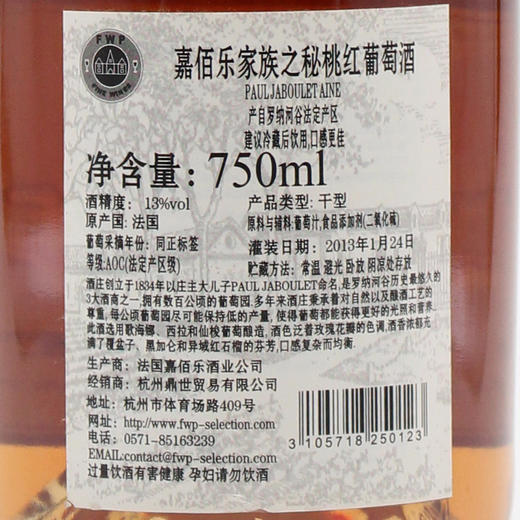 FWP
FINE WINES
嘉佰乐家族之秘桃红葡萄酒
PAUL JABOULET AINE
产自罗纳河谷法定产区
建议冷藏后饮用,口感更佳
净含量: 750ml
酒精度: 13%vol 产品类型: 干型
原产国: 法国 原料与辅料:葡萄汁,食品添加剂(二氧化硫)
葡萄采摘年份: 同正标签 灌装日期: 2013年1月24日
等级:AOC(法定产区级) 贮藏方法: 常温 避光 卧放 阴凉处存放
酒庄创立于1834年以庄主大儿子PAUL JABOULET命名,是罗纳河谷历史最悠久的
3大酒商之一,拥有数百公顷的葡萄园,多年来酒庄秉承着对自然以及酿酒工艺的
尊重,每公顷葡萄园尽可能保持低的产量,使得葡萄都能获得更好的光照和营养.
此酒选用歌海娜、西拉和仙梭葡萄酿造,酒色泛着玫瑰花瓣的色调,酒香浓郁充
满了覆盆子、黑加仑和异域红石榴的芬芳,口感复杂而均衡.
生产商: 法国嘉佰乐酒业公司
经销商: 杭州鼎世贸易有限公司
地址: 杭州市体育场路409号
网址: http://www.fwp-selection.com
电话: 0571-85163239
EMAIL:contact@fwp-selection.com
过量饮酒有害健康 孕妇请勿饮酒
3 105718 250123